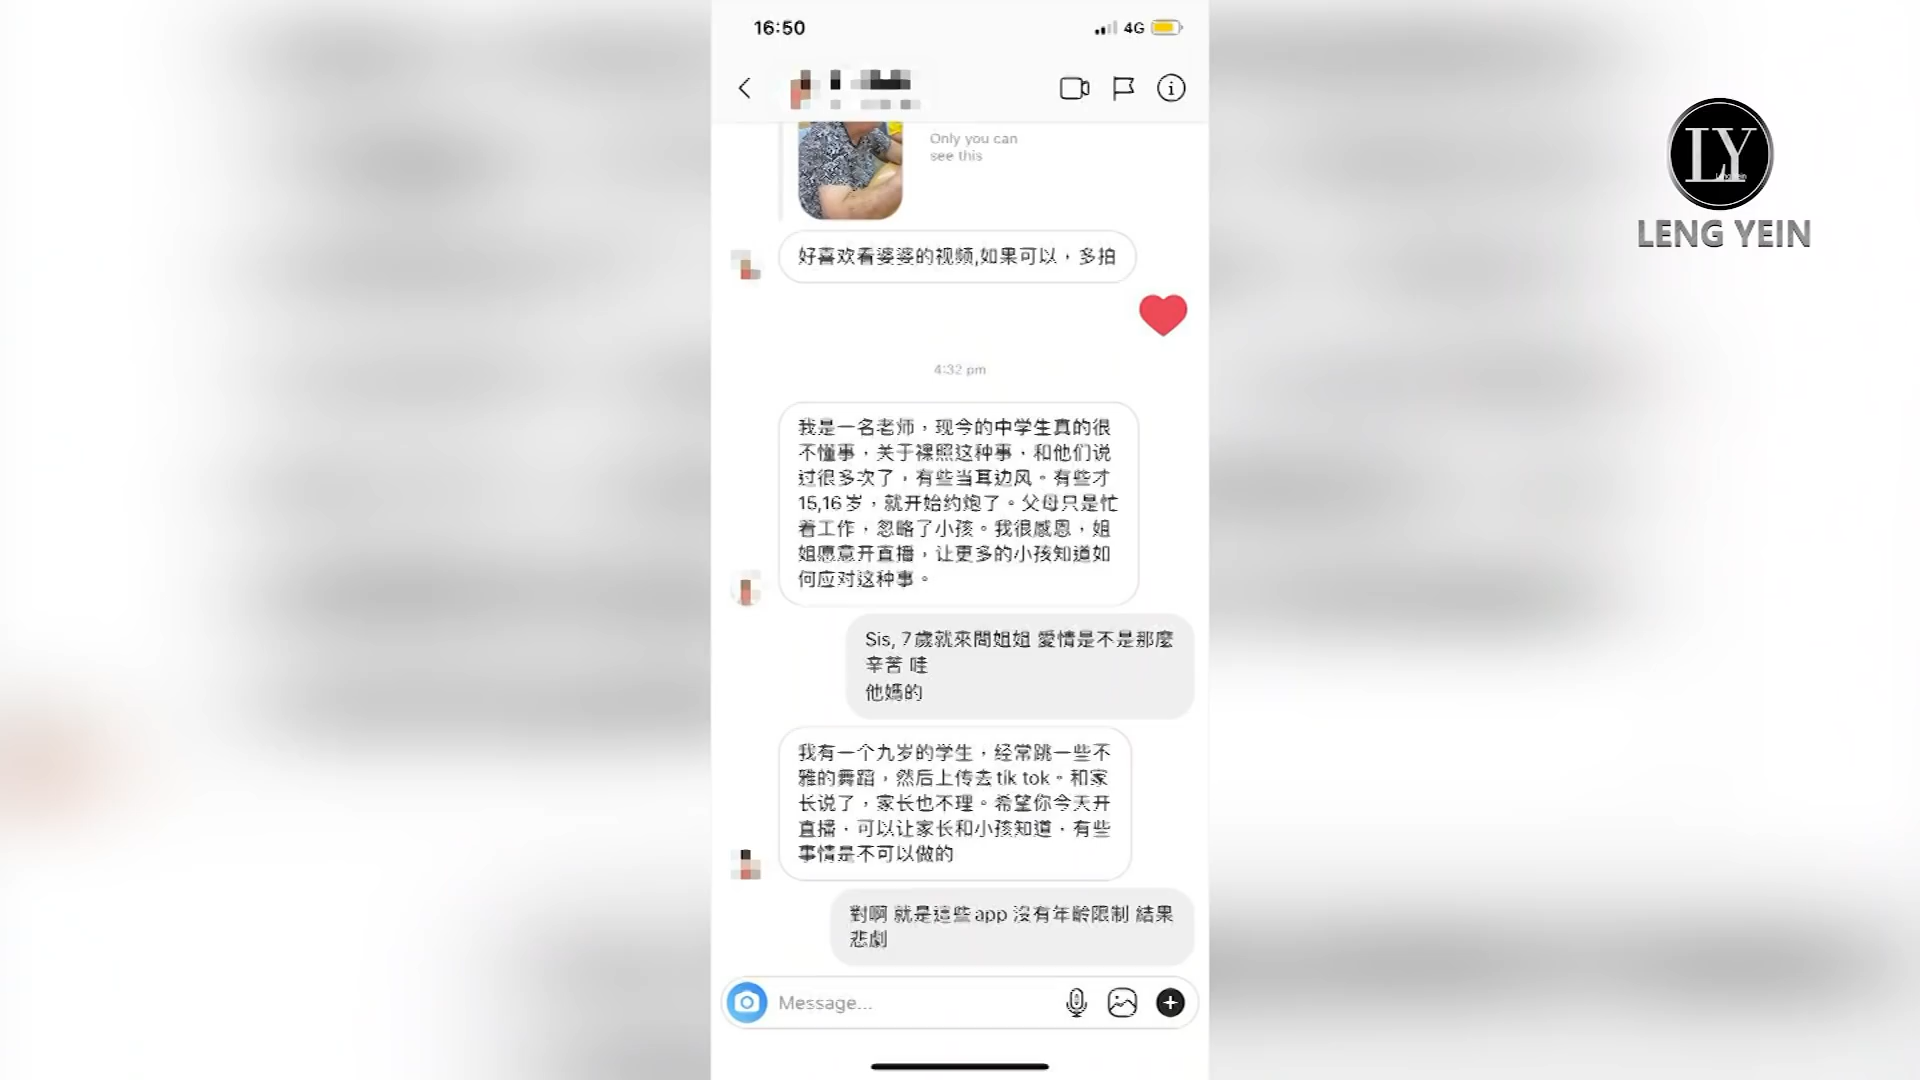 16:50
4G
Only you can
see this
好喜欢看婆婆的视频,如果可以，多拍
4:32 pm
我是一名老师，现今的中学生真的很
不懂事，关于裸照这种事，和他们说
过很多次了，有些当耳边风。有些才
15,16岁，就开始约炮了。父母只是忙
着工作，忽略了小孩。我很感恩，姐
姐愿意开直播，让更多的小孩知道如
何应对这种事。
Sis, 7歲就來問姐姐 愛情是不是那麼
辛苦 哇
他媽的
我有一个九岁的学生，经常跳一些不
雅的舞蹈，然后上传去tik tok。和家
长说了，家长也不理。希望你今天开
直播，可以让家长和小孩知道，有些
事情是不可以做的
對啊 就是這些app 沒有年齡限制 結果
悲劇
Message...
LY
LENG YEIN